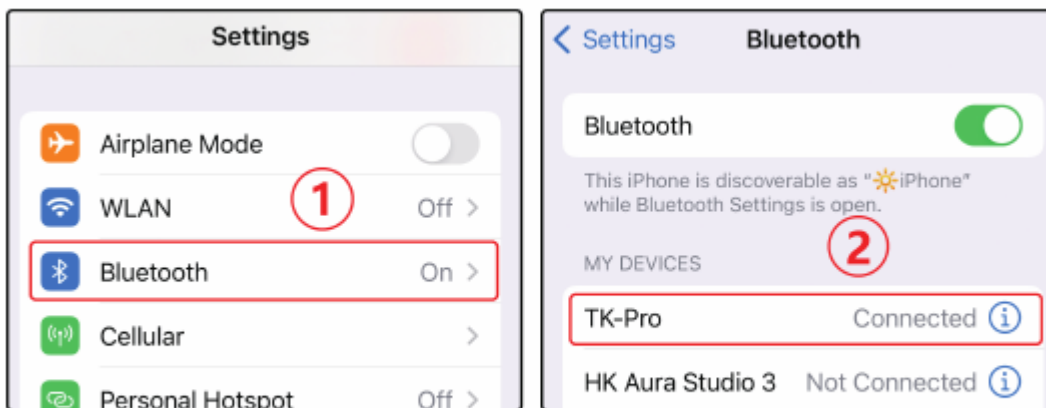 Settings
Airplane Mode
1
WLAN Off
Bluetooth On
Cellular
Personal Hotspot Off
Settings Bluetooth
Bluetooth
This iPhone is discoverable as "🔆iPhone"
while Bluetooth Settings is open.
2
MY DEVICES
TK-Pro Connected
HK Aura Studio 3 Not Connected